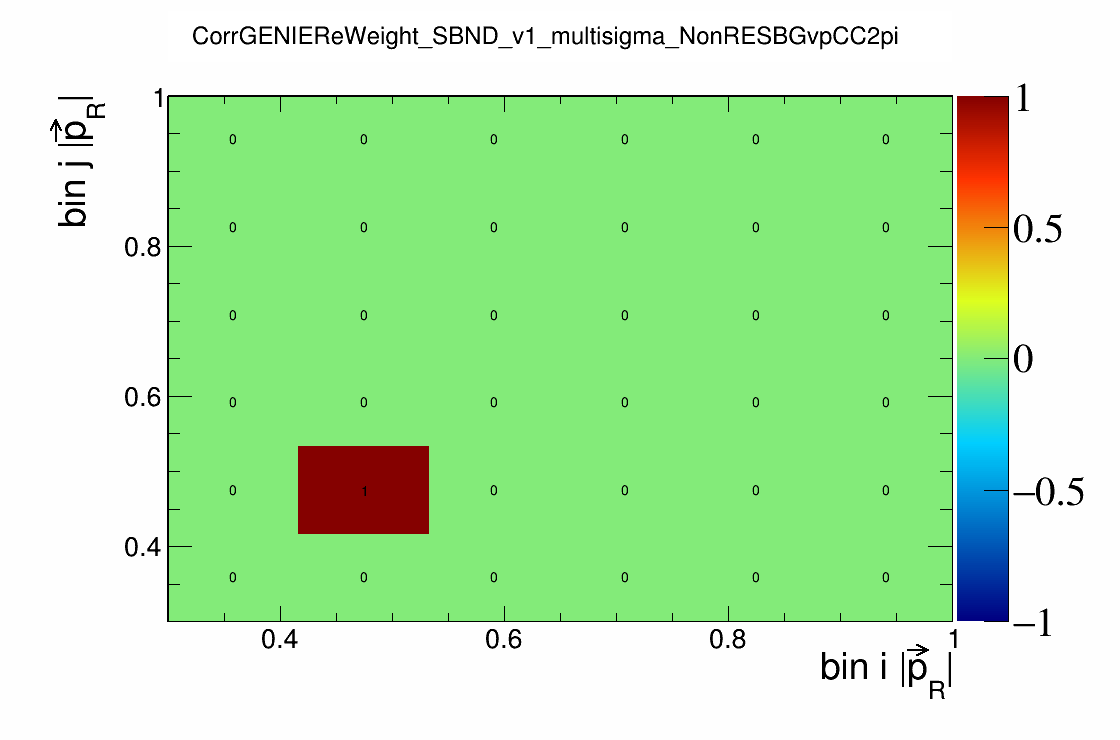 CorrGENIEReWeight_SBND_v1_multisigma_NonRESBGvpCC2pi
bin j |p⃗_R|
1
0.8
0.6
0.4
0 0 0 0 0 0
0 0 0 0 0 0
0 0 0 0 0 0
0 0 0 0 0 0
0 1 0 0 0 0
0 0 0 0 0 0
0.4 0.6 0.8 1
bin i |p⃗_R|
1
0.5
0
−0.5
−1